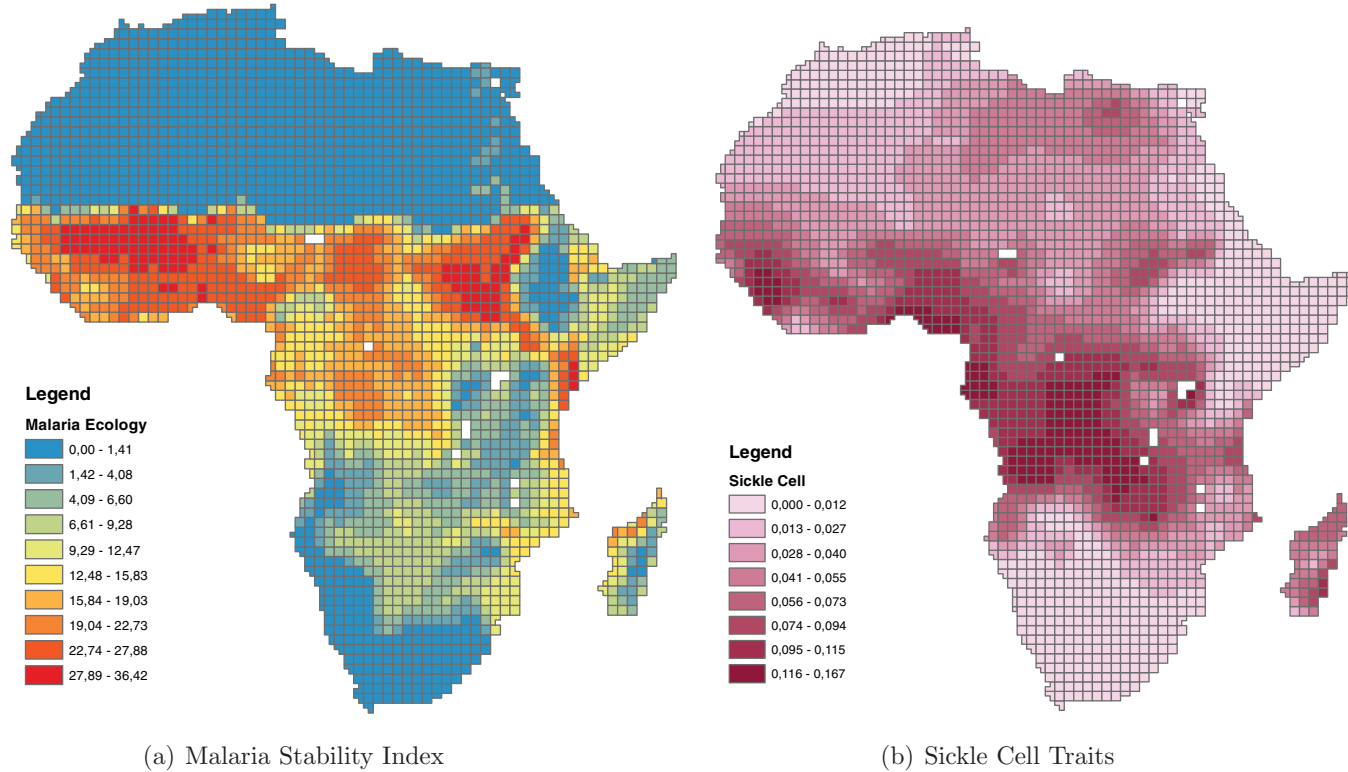 Legend
Malaria Ecology
0,00 - 1,41
1,42 - 4,08
4,09 - 6,60
6,61 - 9,28
9,29 - 12,47
12,48 - 15,83
15,84 - 19,03
19,04 - 22,73
22,74 - 27,88
27,89 - 36,42
(a) Malaria Stability Index
Legend
Sickle Cell
0,000 - 0,012
0,013 - 0,027
0,028 - 0,040
0,041 - 0,055
0,056 - 0,073
0,074 - 0,094
0,095 - 0,115
0,116 - 0,167
(b) Sickle Cell Traits